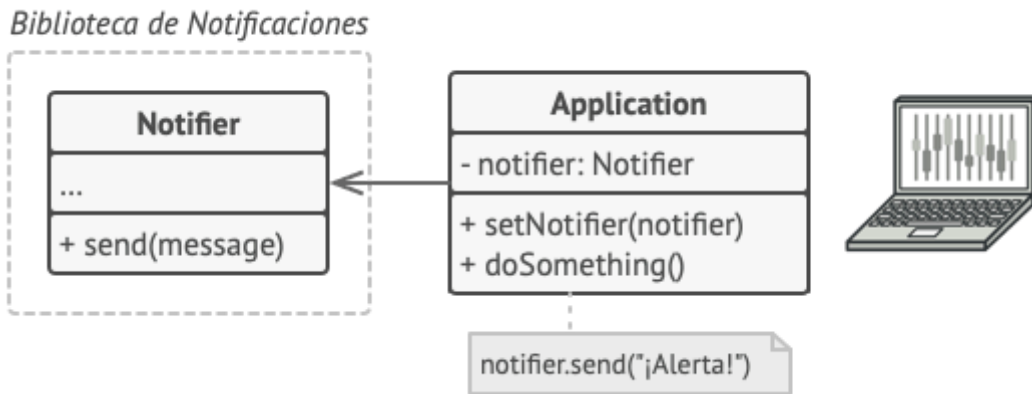 Biblioteca de Notificaciones
Notifier
...
+ send(message)
Application
- notifier: Notifier
+ setNotifier(notifier)
+ doSomething()
notifier.send("¡Alerta!")